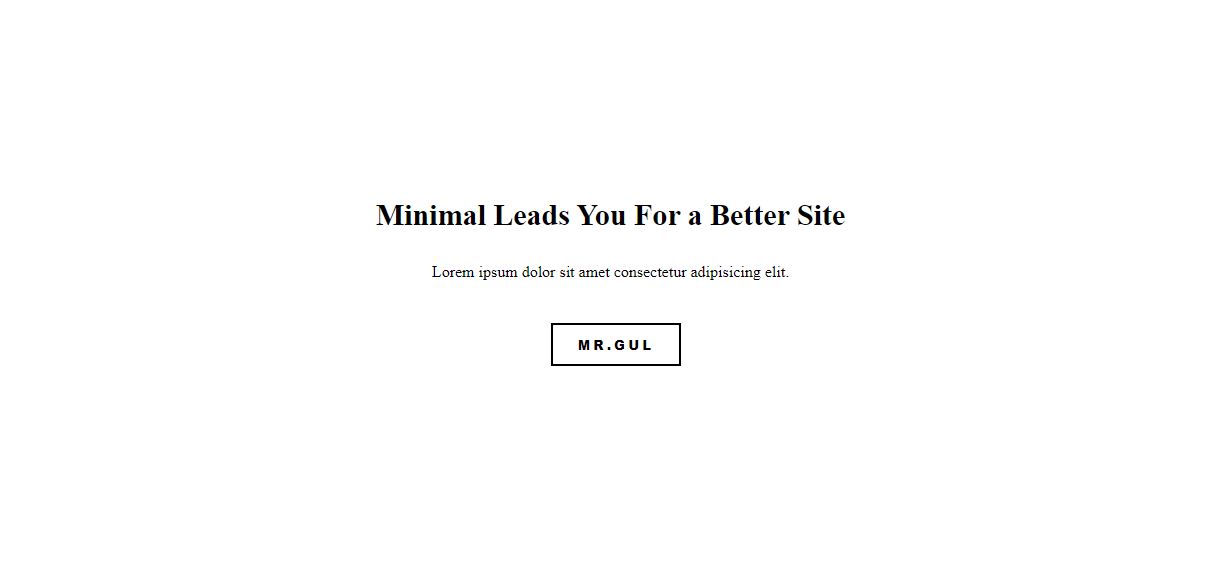 Minimal Leads You For a Better Site
Lorem ipsum dolor sit amet consectetur adipisicing elit.
MR.GUL